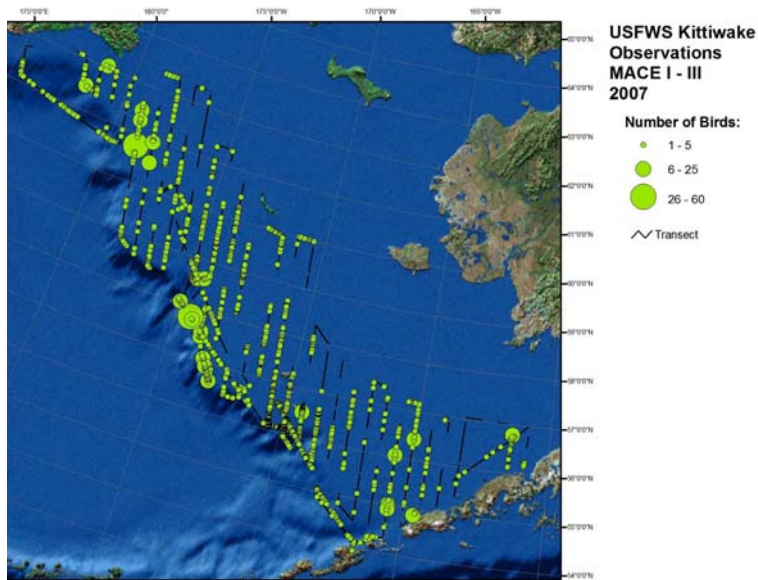 175°0'0"E
180°0'0"
175°0'0"W
170°0'0"W
165°0'0"W
65°0'0"N
64°0'0"N
63°0'0"N
62°0'0"N
61°0'0"N
60°0'0"N
59°0'0"N
58°0'0"N
57°0'0"N
56°0'0"N
55°0'0"N
54°0'0"N
USFWS Kittiwake
Observations
MACE I - III
2007
Number of Birds:
1 - 5
6 - 25
26 - 60
Transect